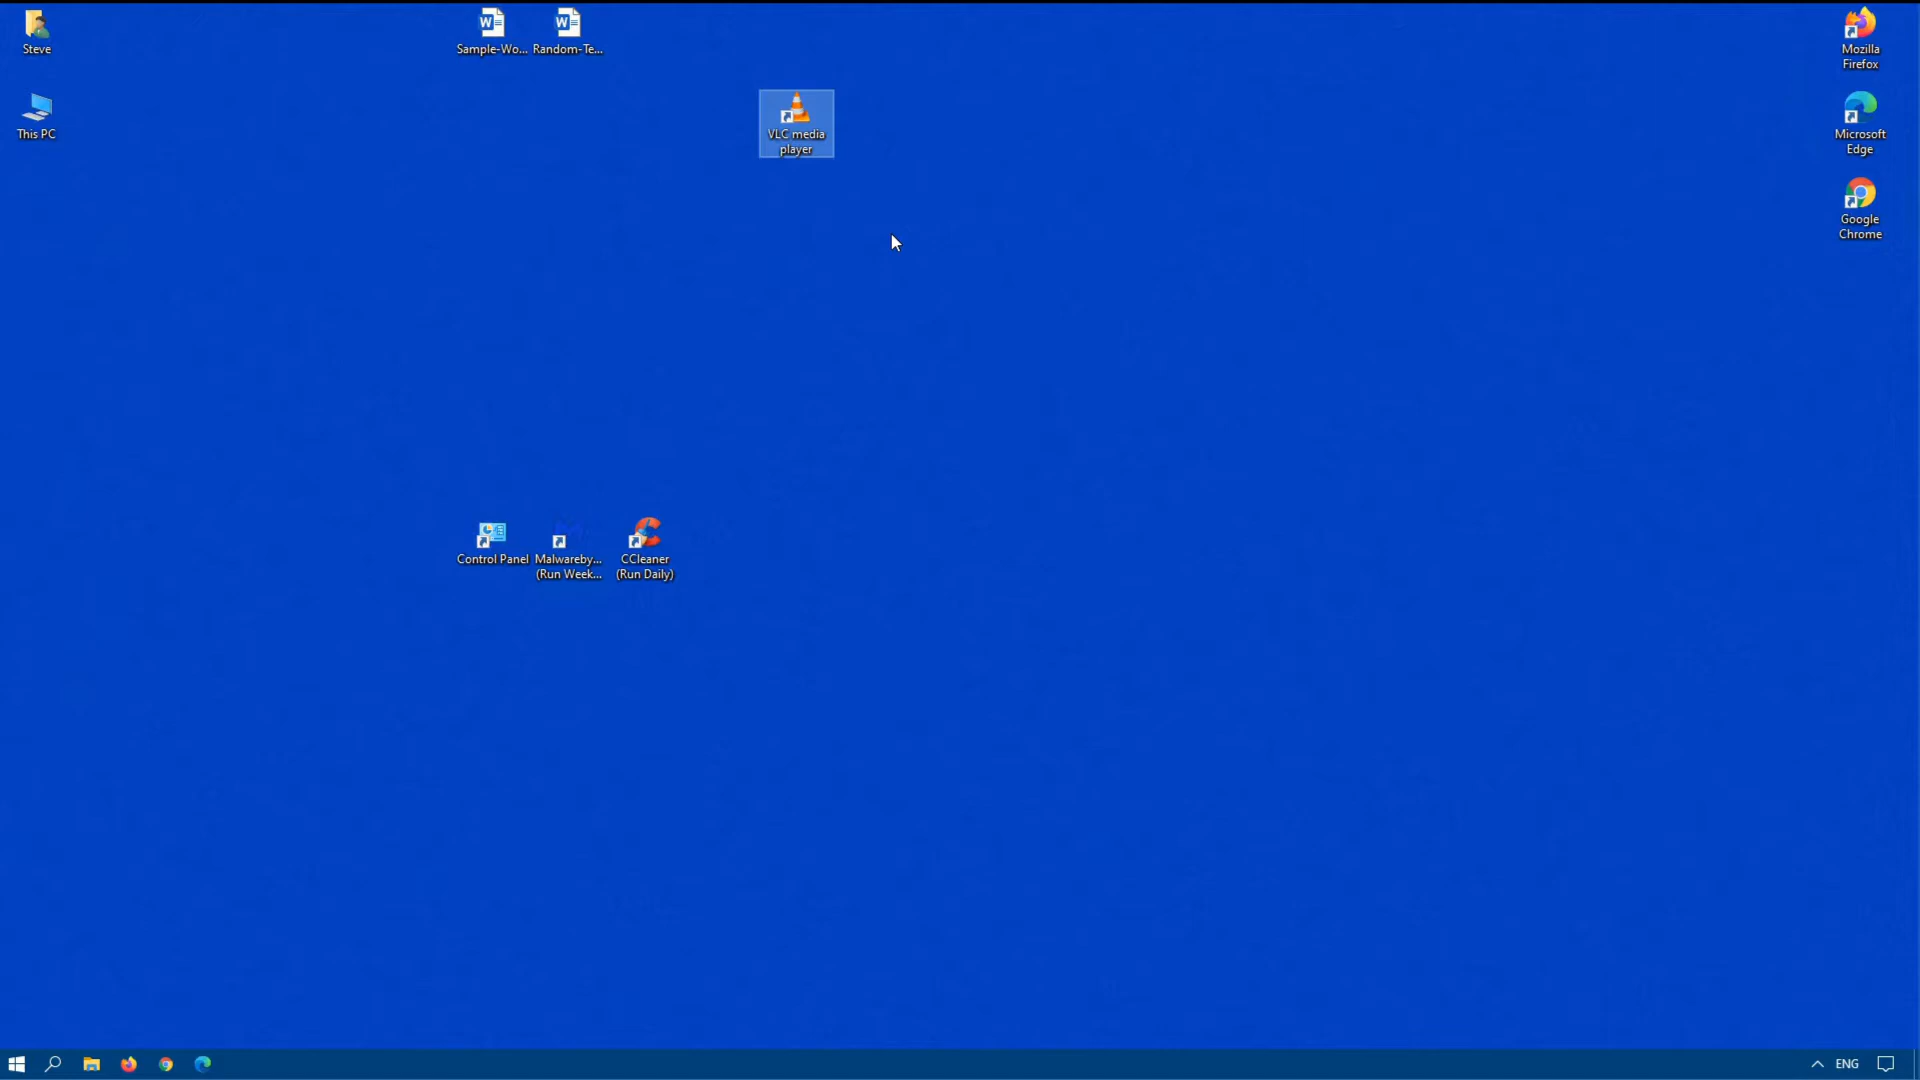 Steve
Sample-Wo...
Random-Te...
Mozilla
Firefox
This PC
VLC media
player
Microsoft
Edge
Google
Chrome
Control Panel
Malwareby...
(Run Week...
CCleaner
(Run Daily)
ENG